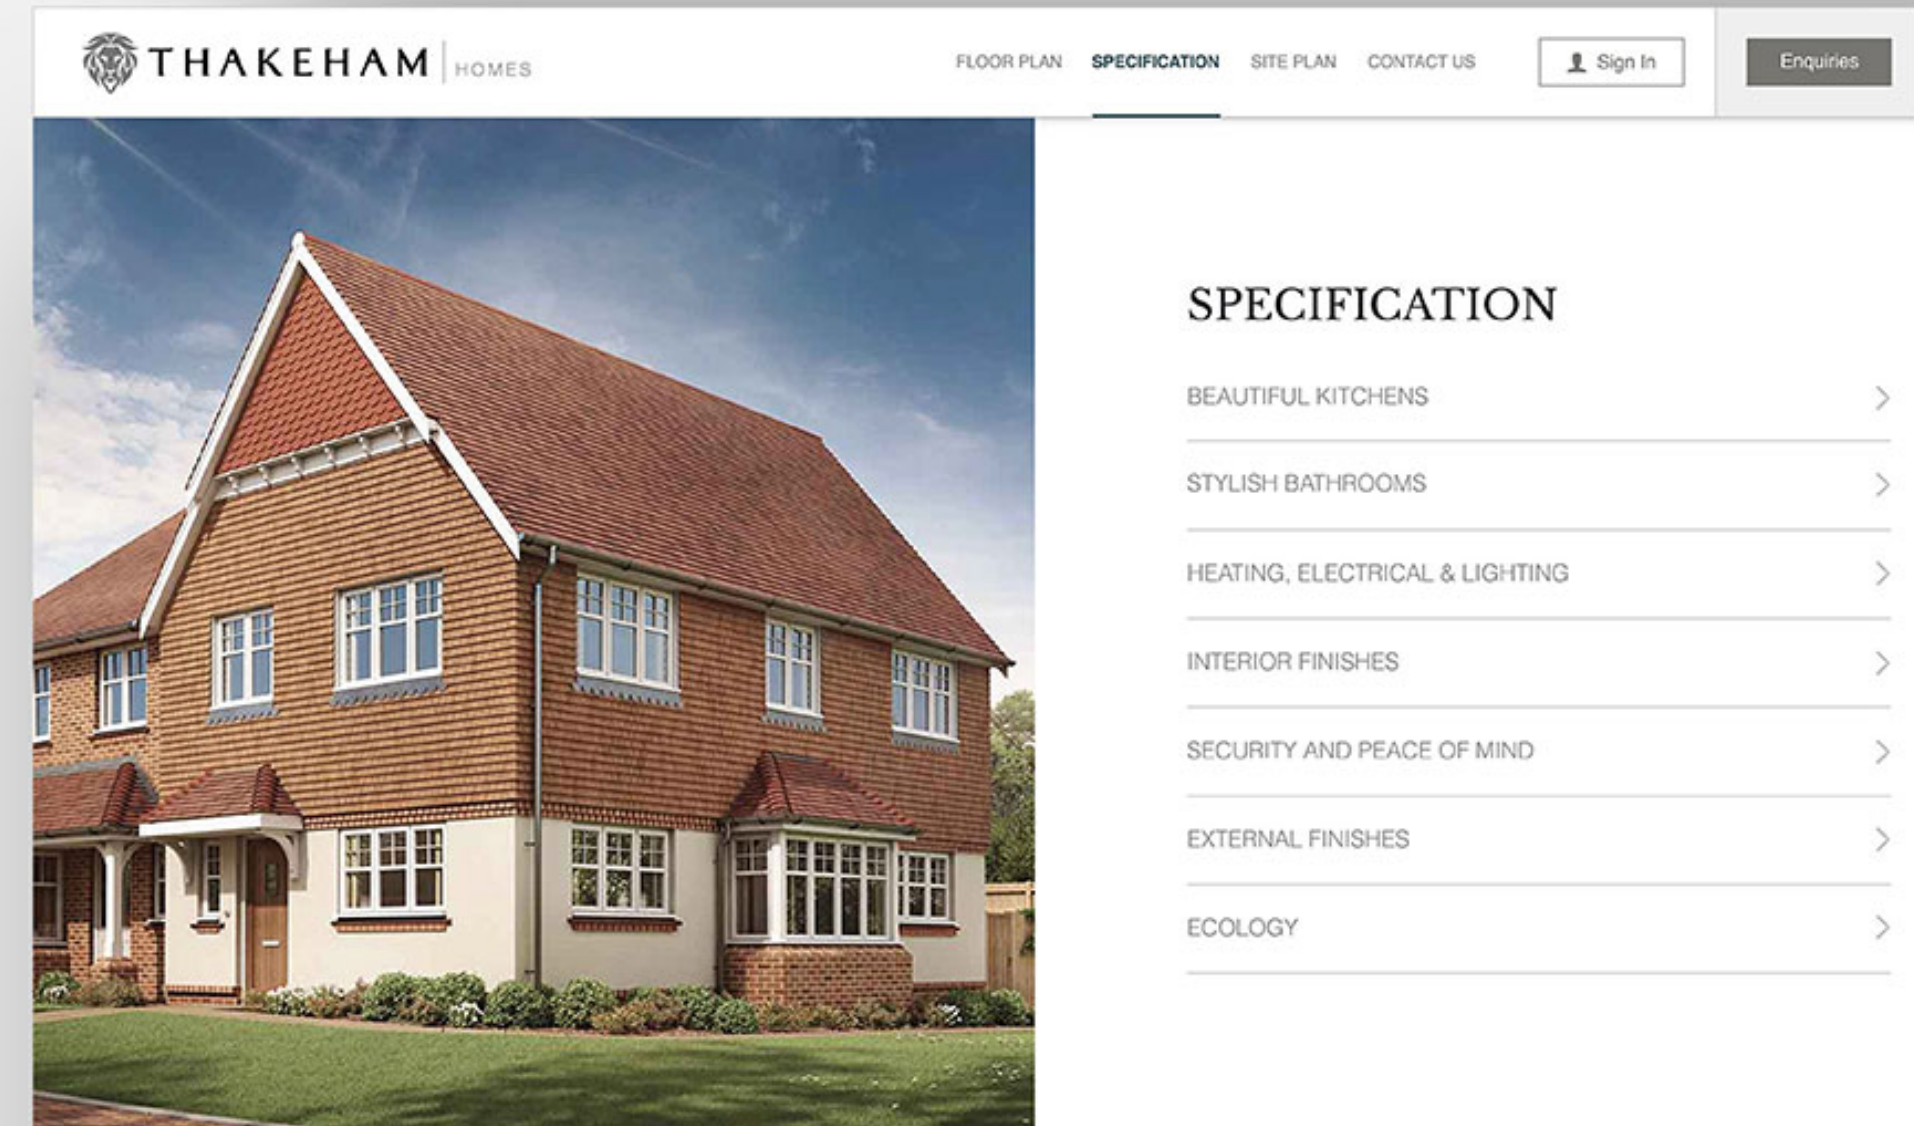 THAKEHAM HOMES
FLOOR PLAN SPECIFICATION SITE PLAN CONTACT US Sign In Enquiries
SPECIFICATION
BEAUTIFUL KITCHENS
STYLISH BATHROOMS
HEATING, ELECTRICAL & LIGHTING
INTERIOR FINISHES
SECURITY AND PEACE OF MIND
EXTERNAL FINISHES
ECOLOGY